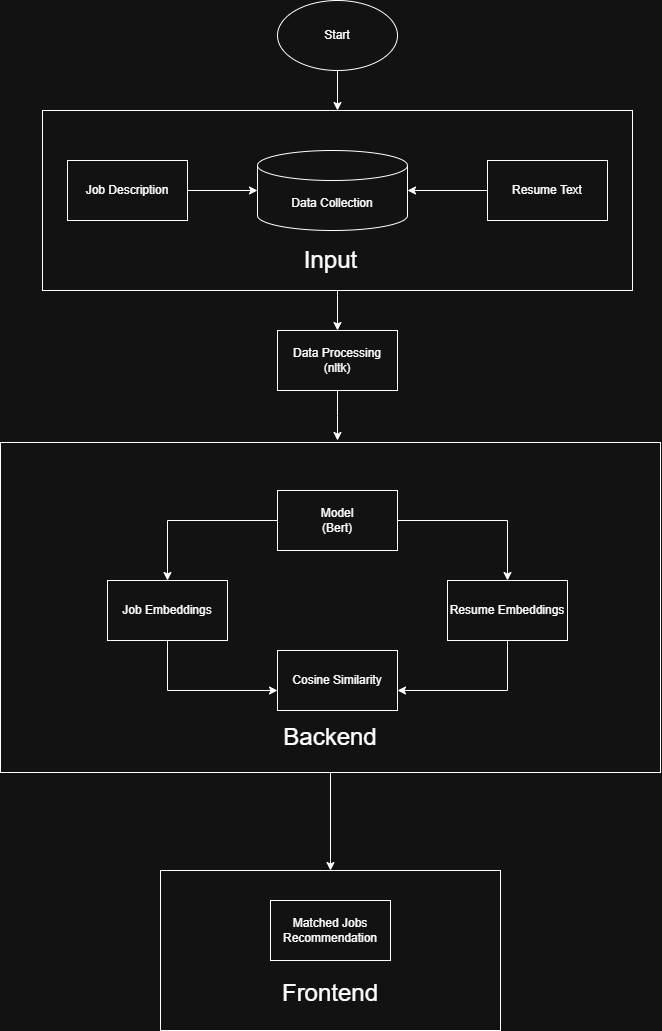 Start
Job Description
Data Collection
Resume Text
Input
Data Processing
(nltk)
Model
(Bert)
Job Embeddings
Resume Embeddings
Cosine Similarity
Backend
Matched Jobs
Recommendation
Frontend